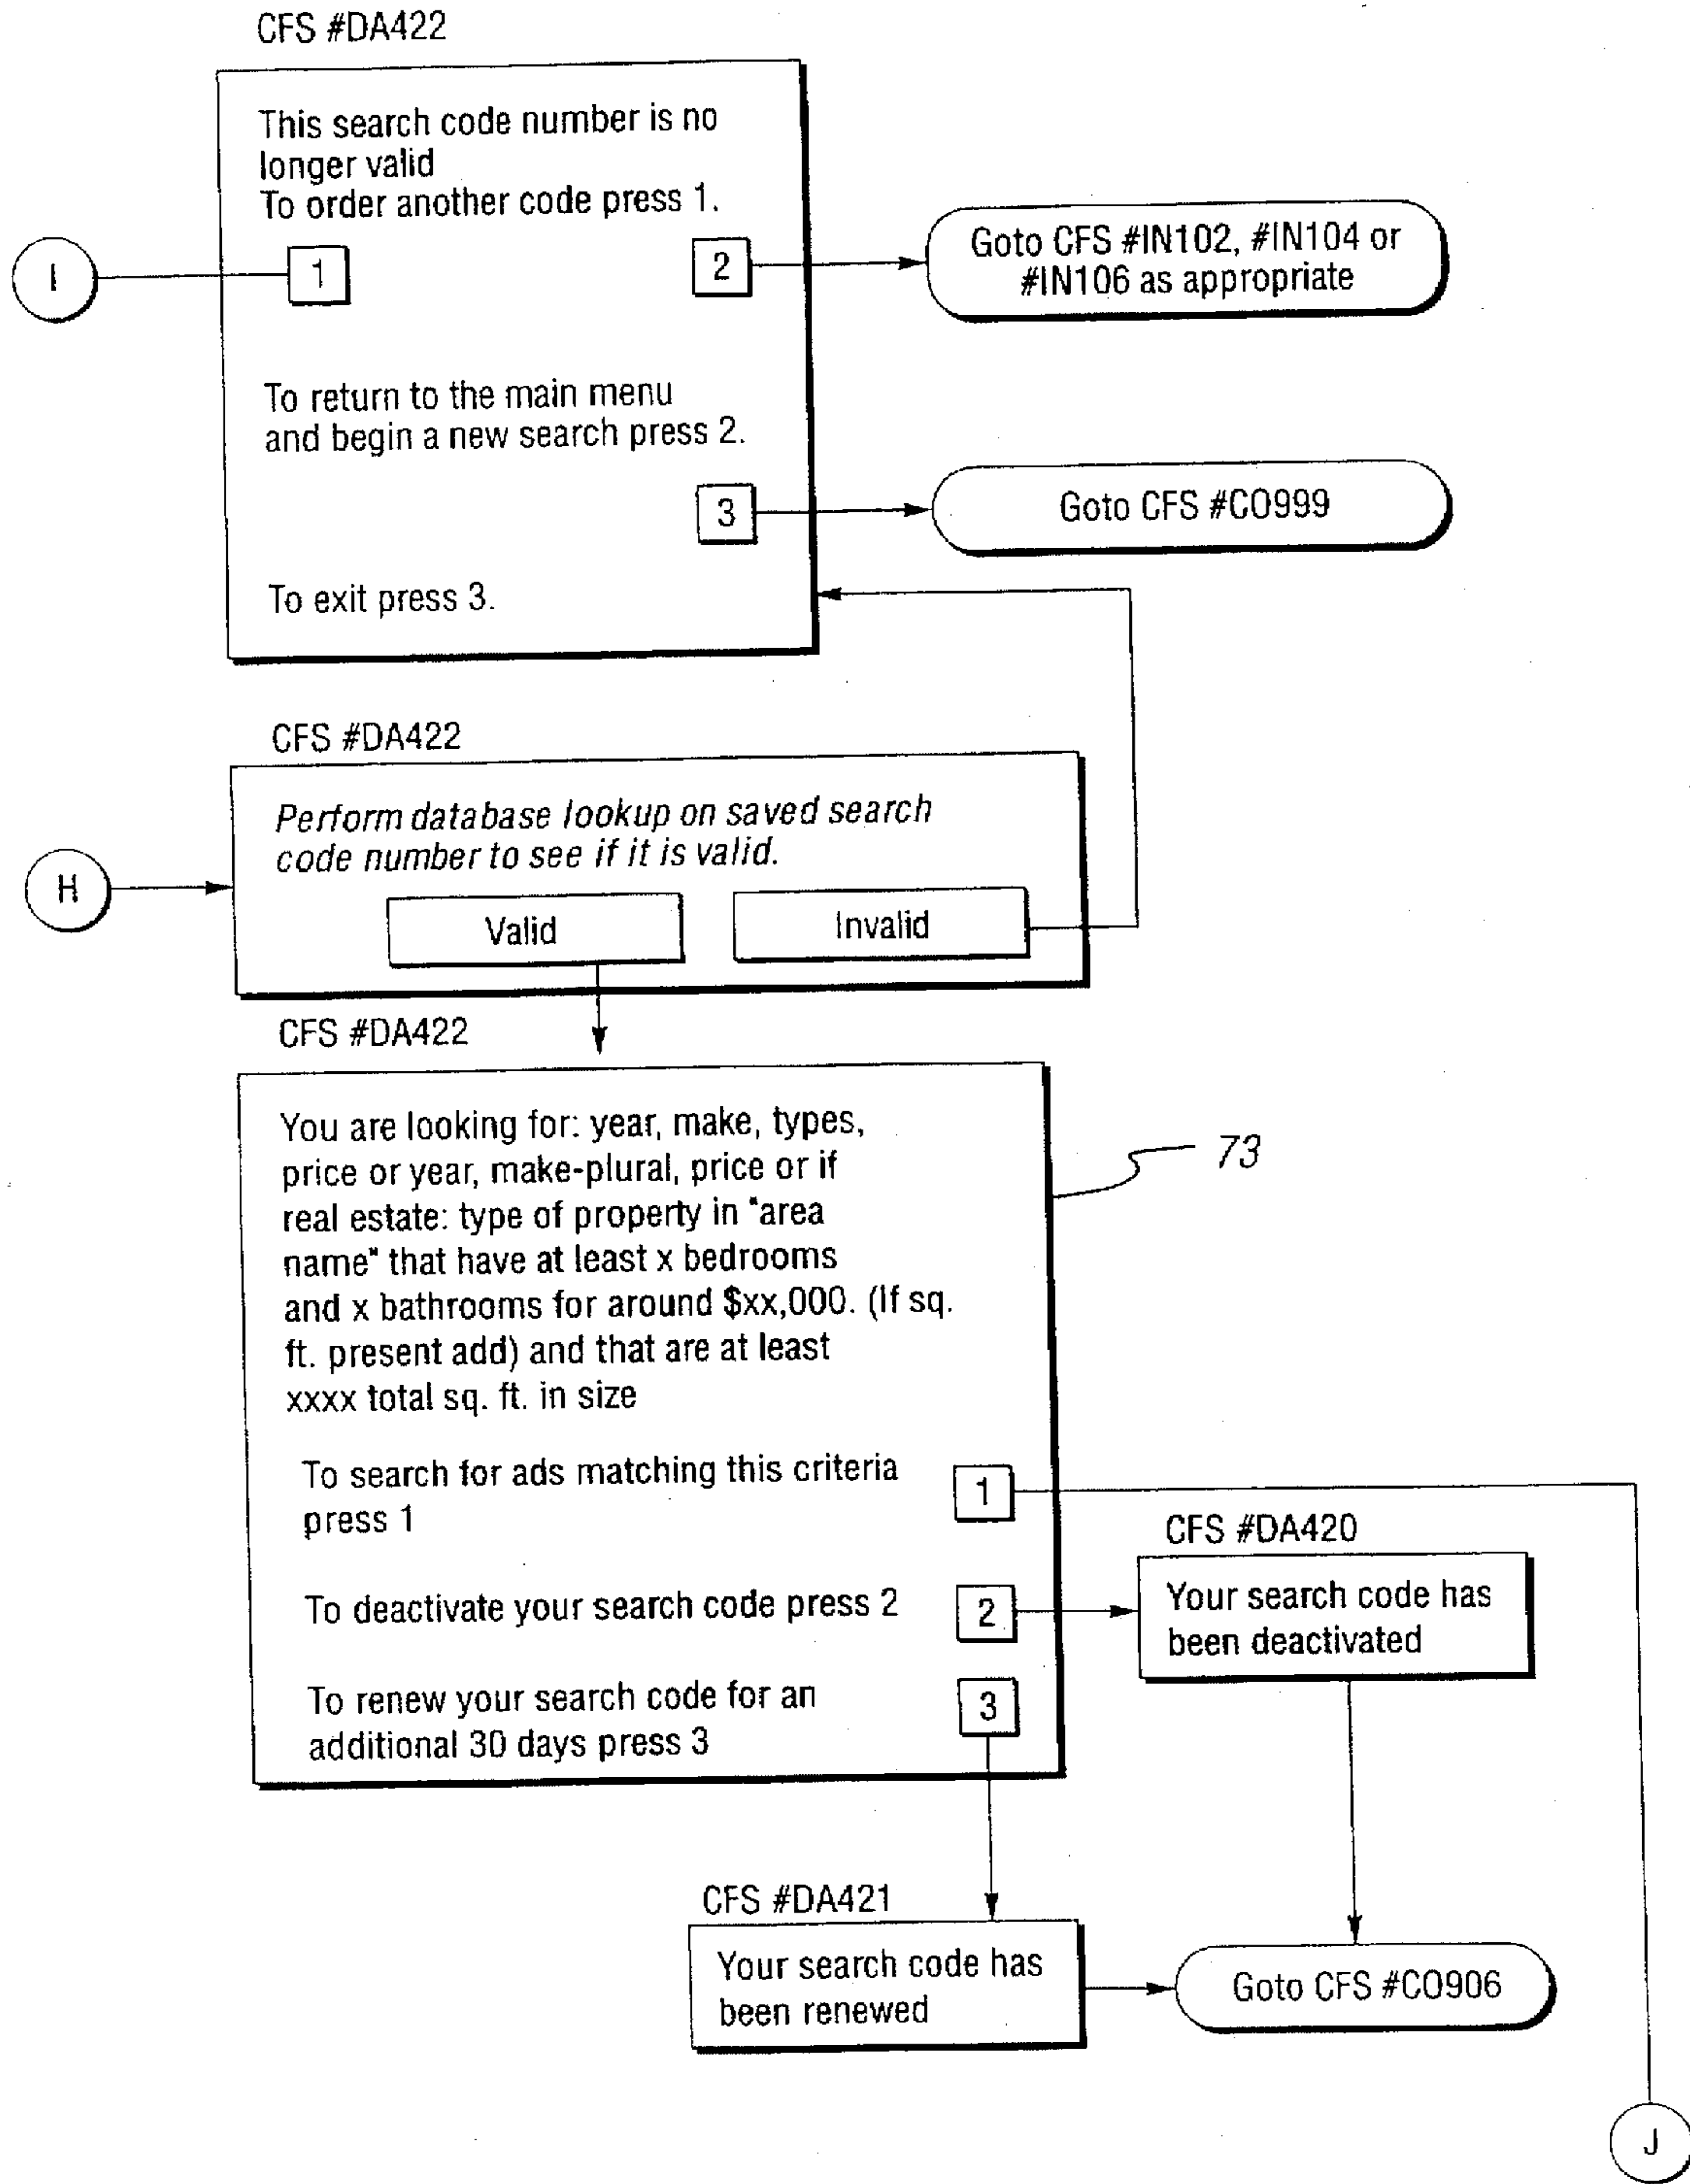 CFS #DA422
This search code number is no
longer valid
To order another code press 1.
I
1
2
Goto CFS #IN102, #IN104 or
#IN106 as appropriate
To return to the main menu
and begin a new search press 2.
3
Goto CFS #CO999
To exit press 3.
CFS #DA422
Perform database lookup on saved search
code number to see if it is valid.
H
Valid
Invalid
CFS #DA422
You are looking for: year, make, types,
price or year, make-plural, price or if
real estate: type of property in "area
name" that have at least x bedrooms
and x bathrooms for around $xx,000. (If sq.
ft. present add) and that are at least
xxxx total sq. ft. in size
73
To search for ads matching this criteria
press 1
1
To deactivate your search code press 2
2
CFS #DA420
Your search code has
been deactivated
To renew your search code for an
additional 30 days press 3
3
CFS #DA421
Your search code has
been renewed
Goto CFS #CO906
J